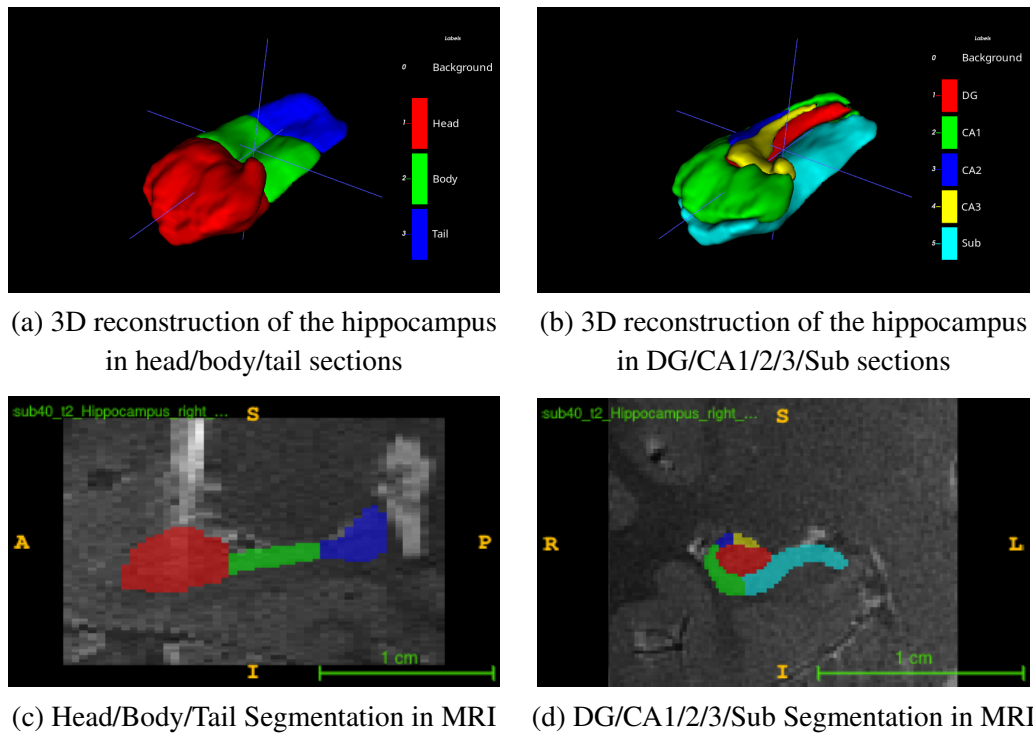 Labels
0 Background
1 Head
2 Body
3 Tail
Labels
0 Background
1 DG
2 CA1
3 CA2
4 CA3
5 Sub
(a) 3D reconstruction of the hippocampus
in head/body/tail sections
(b) 3D reconstruction of the hippocampus
in DG/CA1/2/3/Sub sections
sub40_t2_Hippocampus_right_...
S
A
P
I
1 cm
sub40_t2_Hippocampus_right_...
S
R
L
I
1 cm
(c) Head/Body/Tail Segmentation in MRI
(d) DG/CA1/2/3/Sub Segmentation in MRI